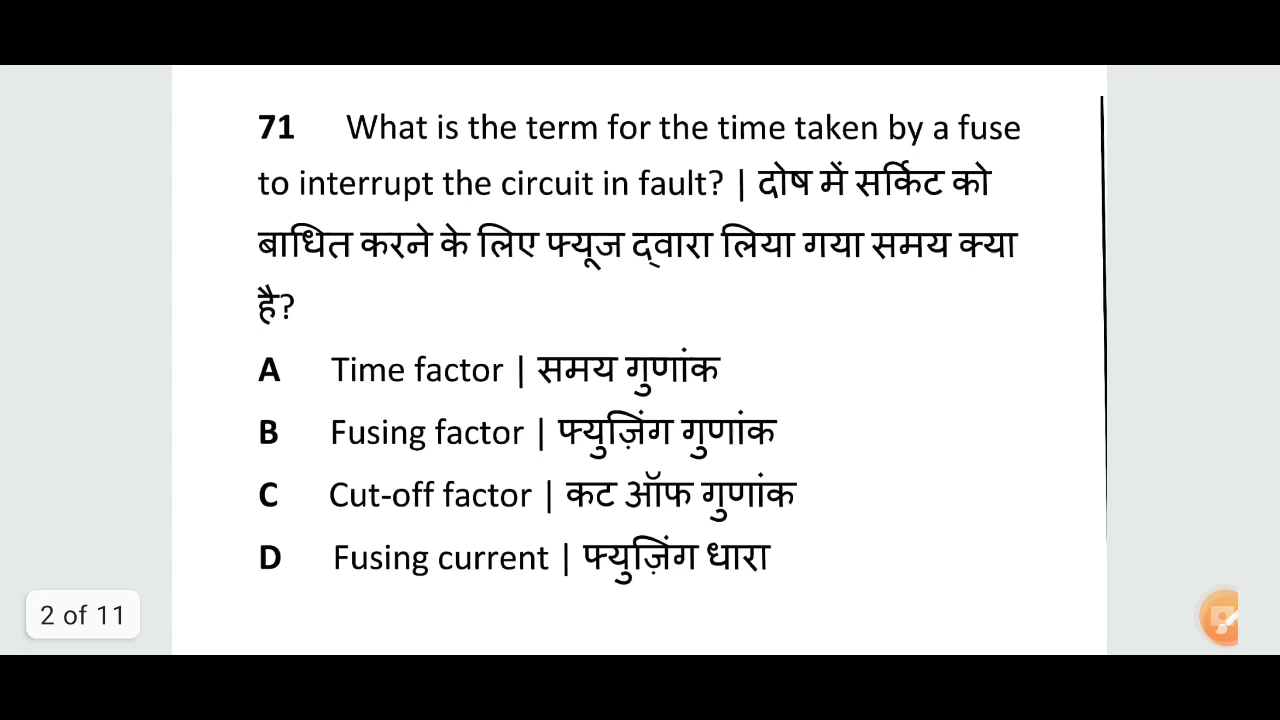 71 What is the term for the time taken by a fuse
to interrupt the circuit in fault? | दोष में सर्किट को
बाधित करने के लिए फ्यूज द्वारा लिया गया समय क्या
है?
A Time factor | समय गुणांक
B Fusing factor | फ्युज़िंग गुणांक
C Cut-off factor | कट ऑफ गुणांक
D Fusing current | फ्युज़िंग धारा
2 of 11